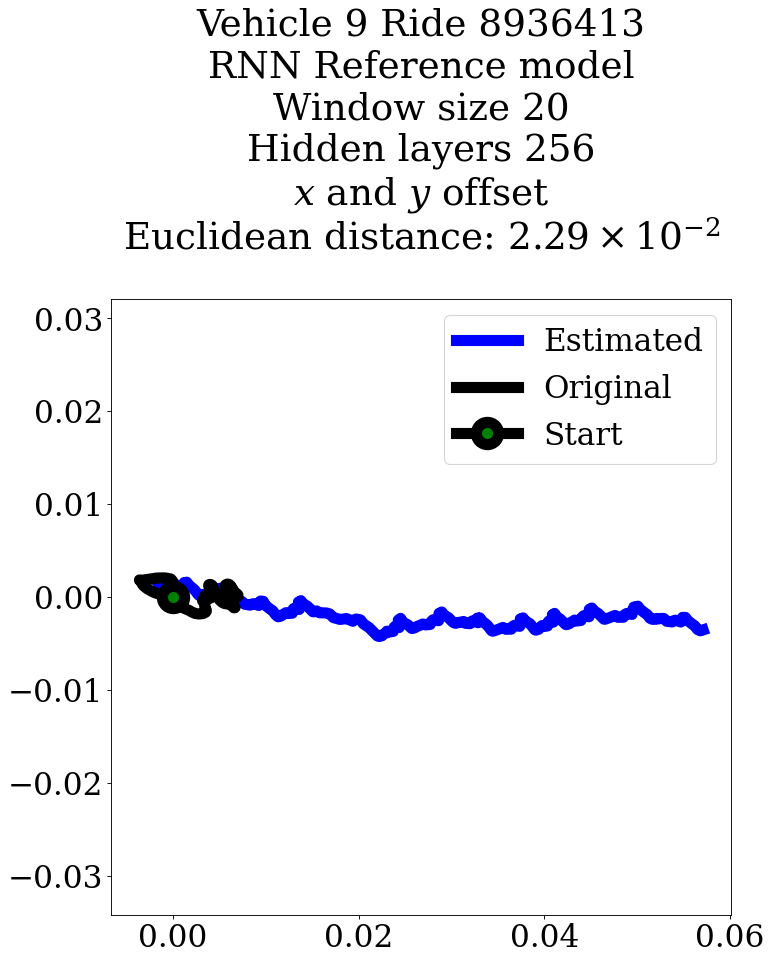 Vehicle 9 Ride 8936413
RNN Reference model
Window size 20
Hidden layers 256
x and y offset
Euclidean distance: 2.29 × 10⁻²
Estimated
Original
Start
0.03
0.02
0.01
0.00
−0.01
−0.02
−0.03
0.00 0.02 0.04 0.06